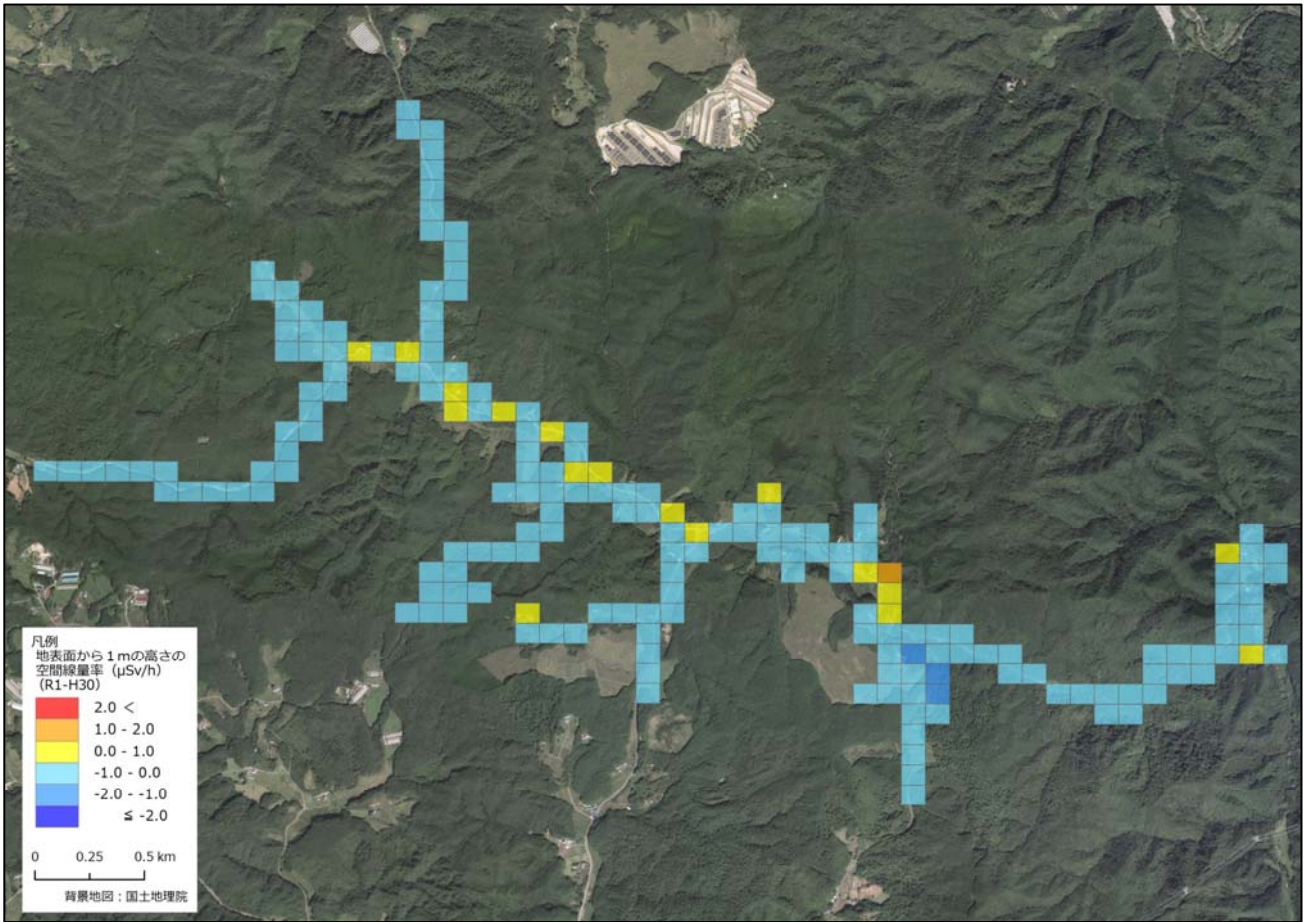 凡例
地表面から1mの高さの
空間線量率 (μSv/h)
(R1-H30)
2.0 <
1.0 - 2.0
0.0 - 1.0
-1.0 - 0.0
-2.0 - -1.0
≦ -2.0
0 0.25 0.5 km
背景地図：国土地理院